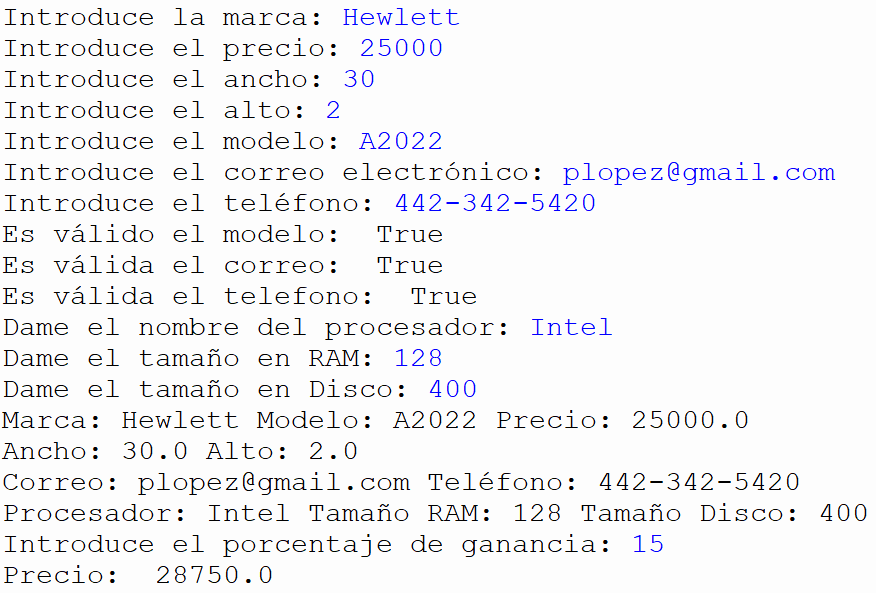 Introduce la marca: Hewlett
Introduce el precio: 25000
Introduce el ancho: 30
Introduce el alto: 2
Introduce el modelo: A2022
Introduce el correo electrónico: plopez@gmail.com
Introduce el teléfono: 442-342-5420
Es válido el modelo:  True
Es válida el correo:  True
Es válida el telefono:  True
Dame el nombre del procesador: Intel
Dame el tamaño en RAM: 128
Dame el tamaño en Disco: 400
Marca: Hewlett Modelo: A2022 Precio: 25000.0
Ancho: 30.0 Alto: 2.0
Correo: plopez@gmail.com Teléfono: 442-342-5420
Procesador: Intel Tamaño RAM: 128 Tamaño Disco: 400
Introduce el porcentaje de ganancia: 15
Precio:  28750.0